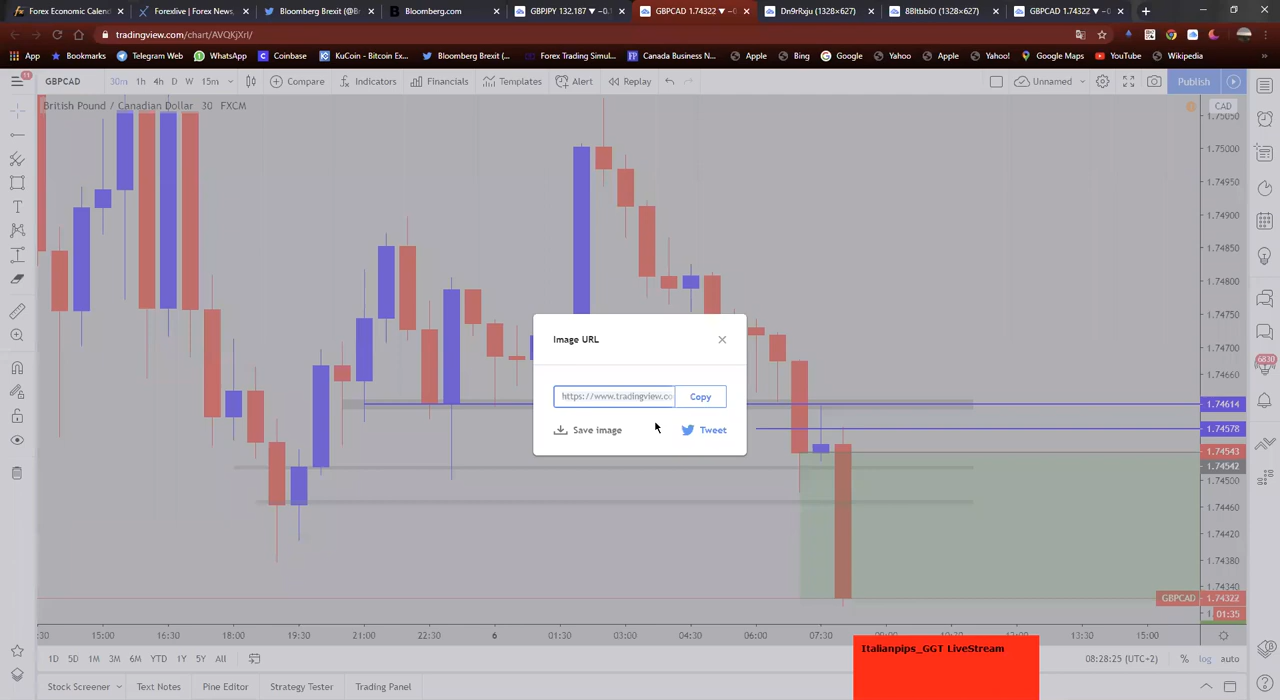 Forex Economic Calend
Forexlive | Forex News,
Bloomberg Brexit (@Br
Bloomberg.com
GBPJPY 132.187 ▼ −0.1
GBPCAD 1.74322 ▼ −0
Dn9rRxju (1328×627)
8BltbbiO (1328×627)
GBPCAD 1.74322 ▼ −0
tradingview.com/chart/AVQKjXrl/
App
Bookmarks
Telegram Web
WhatsApp
Coinbase
KuCoin - Bitcoin Ex...
Bloomberg Brexit (...
Forex Trading Simul...
Canada Business N...
Apple
Bing
Google
Yahoo
Apple
Yahoo!
Google Maps
YouTube
Wikipedia
»
11
GBPCAD
30m 1h 4h D W 15m
Compare
Indicators
Financials
Templates
Alert
Replay
Unnamed
Publish
British Pound / Canadian Dollar 30 FXCM
CAD
1.75050
1.75000
1.74950
1.74900
1.74850
1.74800
1.74750
1.74700
1.74660
1.74614
1.74578
1.74543
1.74542
1.74500
1.74460
1.74420
1.74380
1.74340
GBPCAD 1.74322
01:35
6830
Image URL
https://www.tradingview.co
Copy
Save image
Tweet
:30 15:00 16:30 18:00 19:30 21:00 22:30 6 01:30 03:00 04:30 06:00 07:30 13:30 15:00
1D 5D 1M 3M 6M YTD 1Y 5Y All
08:28:25 (UTC+2)
% log auto
Italianpips_GGT LiveStream
Stock Screener
Text Notes
Pine Editor
Strategy Tester
Trading Panel